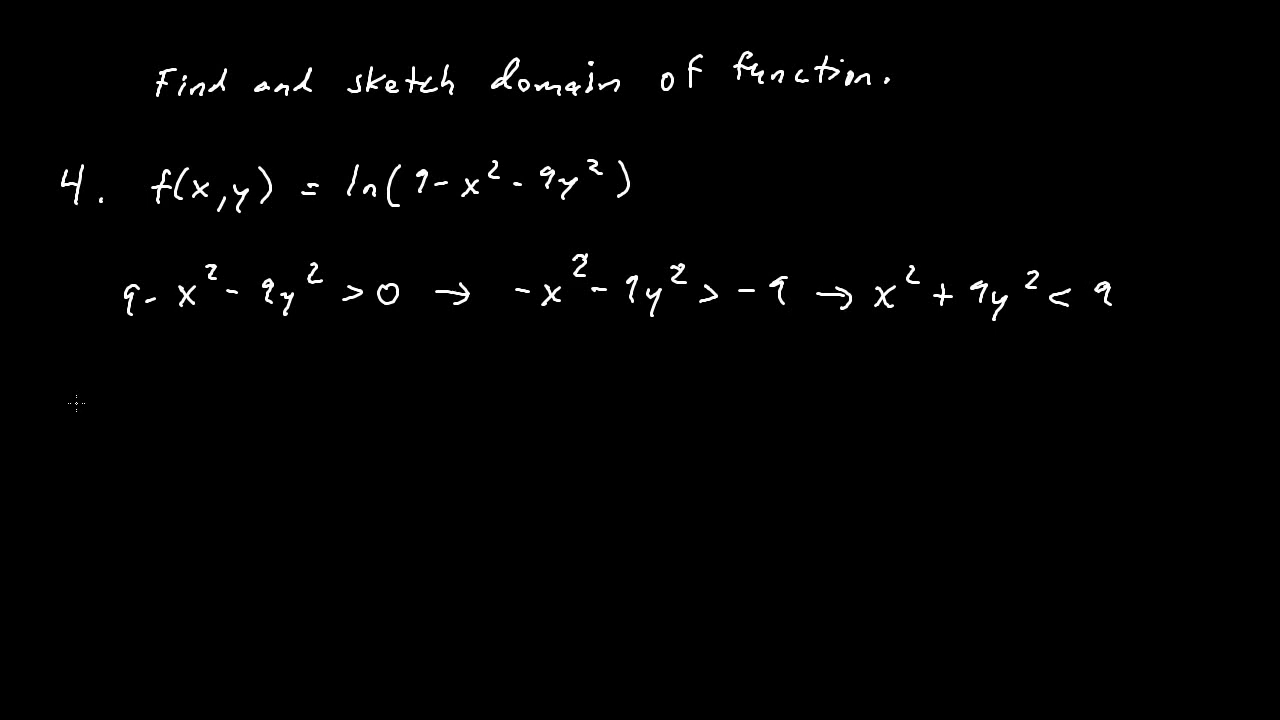 Find and sketch domain of function.
4. f(x,y) = ln(9-x²-9y²)
9-x²-9y²>0 → -x²-9y²>-9 → x²+9y²<9